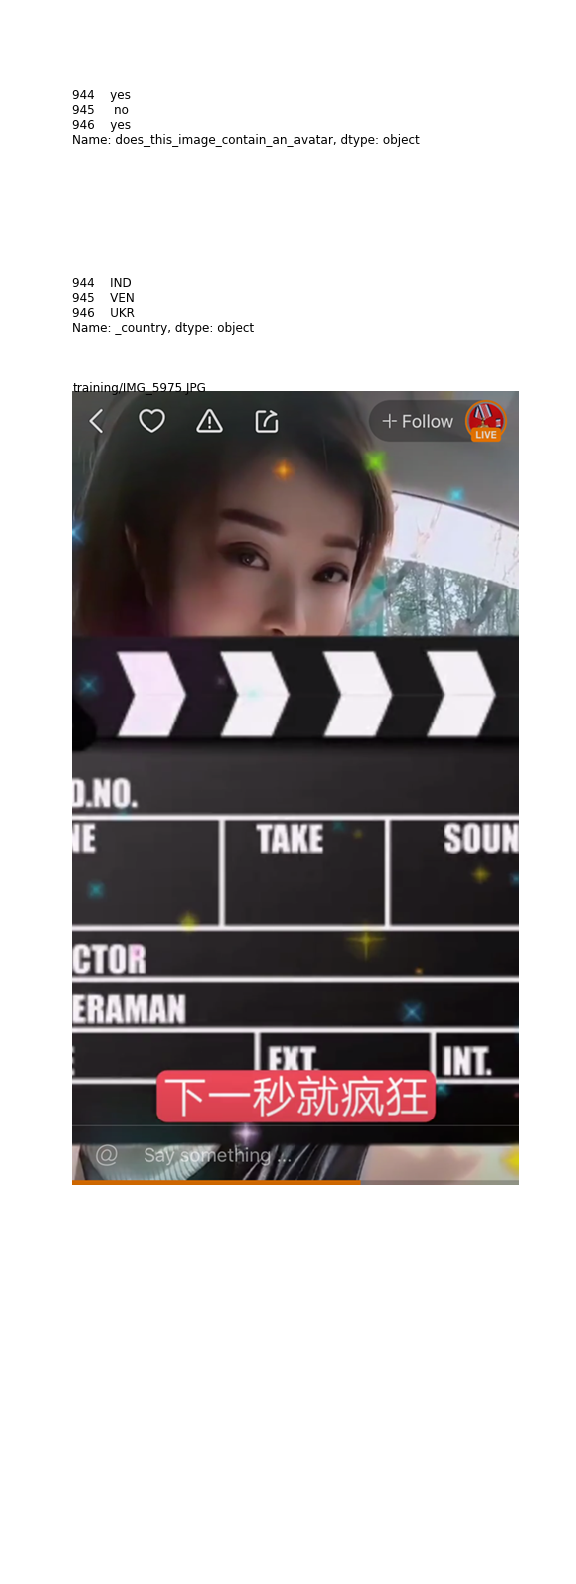 944 yes
945 no
946 yes
Name: does_this_image_contain_an_avatar, dtype: object
944 IND
945 VEN
946 UKR
Name: _country, dtype: object
training/IMG_5975.JPG
+ Follow
LIVE
D.NO.
NE TAKE SOUN
CTOR
ERAMAN
EXT. INT.
下一秒就疯狂
@ Say something ...